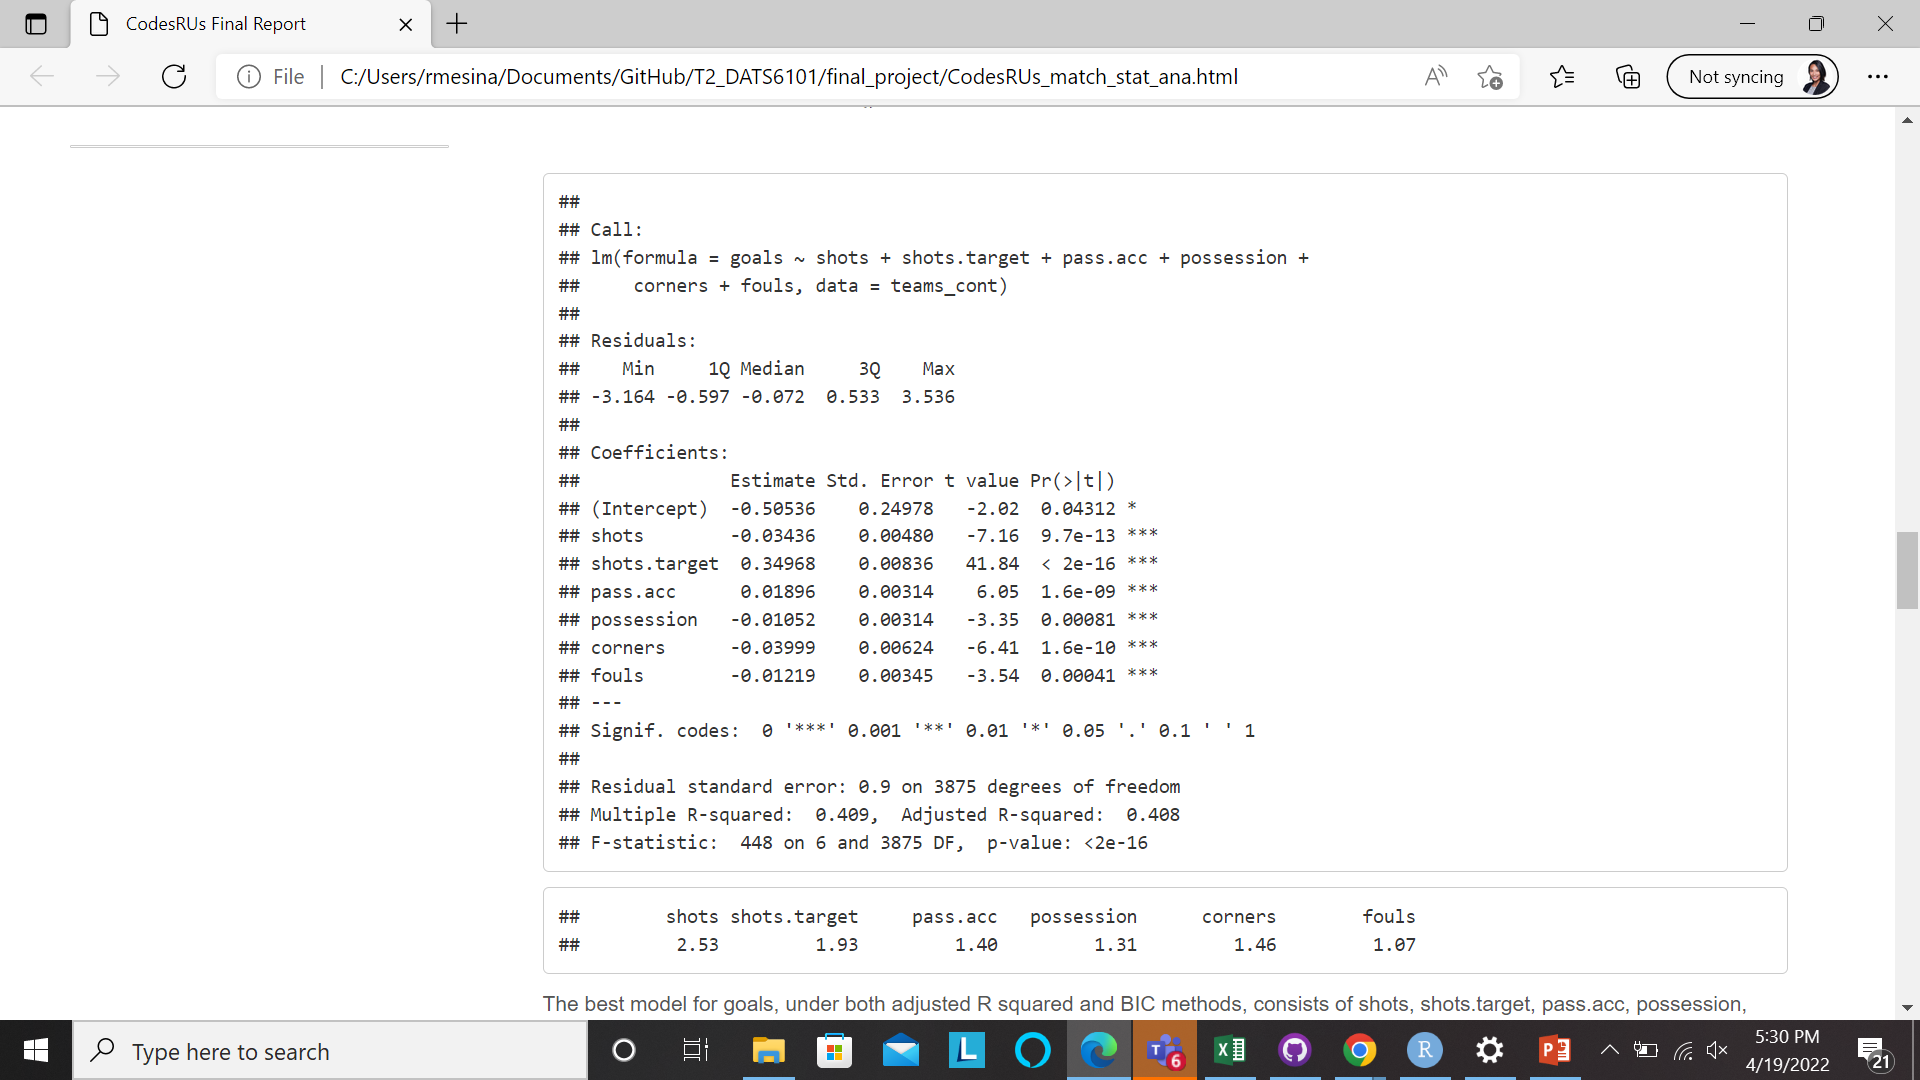 CodesRUs Final Report
File
C:/Users/rmesina/Documents/GitHub/T2_DATS6101/final_project/CodesRUs_match_stat_ana.html
Not syncing
##
## Call:
## lm(formula = goals ~ shots + shots.target + pass.acc + possession +
##     corners + fouls, data = teams_cont)
##
## Residuals:
##    Min     1Q Median     3Q    Max
## -3.164 -0.597 -0.072  0.533  3.536
##
## Coefficients:
##              Estimate Std. Error t value Pr(>|t|)
## (Intercept)  -0.50536    0.24978   -2.02  0.04312 *
## shots        -0.03436    0.00480   -7.16  9.7e-13 ***
## shots.target  0.34968    0.00836   41.84  < 2e-16 ***
## pass.acc      0.01896    0.00314    6.05  1.6e-09 ***
## possession   -0.01052    0.00314   -3.35  0.00081 ***
## corners      -0.03999    0.00624   -6.41  1.6e-10 ***
## fouls        -0.01219    0.00345   -3.54  0.00041 ***
## ---
## Signif. codes:  0 '***' 0.001 '**' 0.01 '*' 0.05 '.' 0.1 ' ' 1
##
## Residual standard error: 0.9 on 3875 degrees of freedom
## Multiple R-squared:  0.409,  Adjusted R-squared:  0.408
## F-statistic:  448 on 6 and 3875 DF,  p-value: <2e-16
##        shots shots.target     pass.acc   possession      corners        fouls
##         2.53         1.93         1.40         1.31         1.46         1.07
The best model for goals, under both adjusted R squared and BIC methods, consists of shots, shots.target, pass.acc, possession,
Type here to search
L
T
6
R
P
5:30 PM
4/19/2022
21